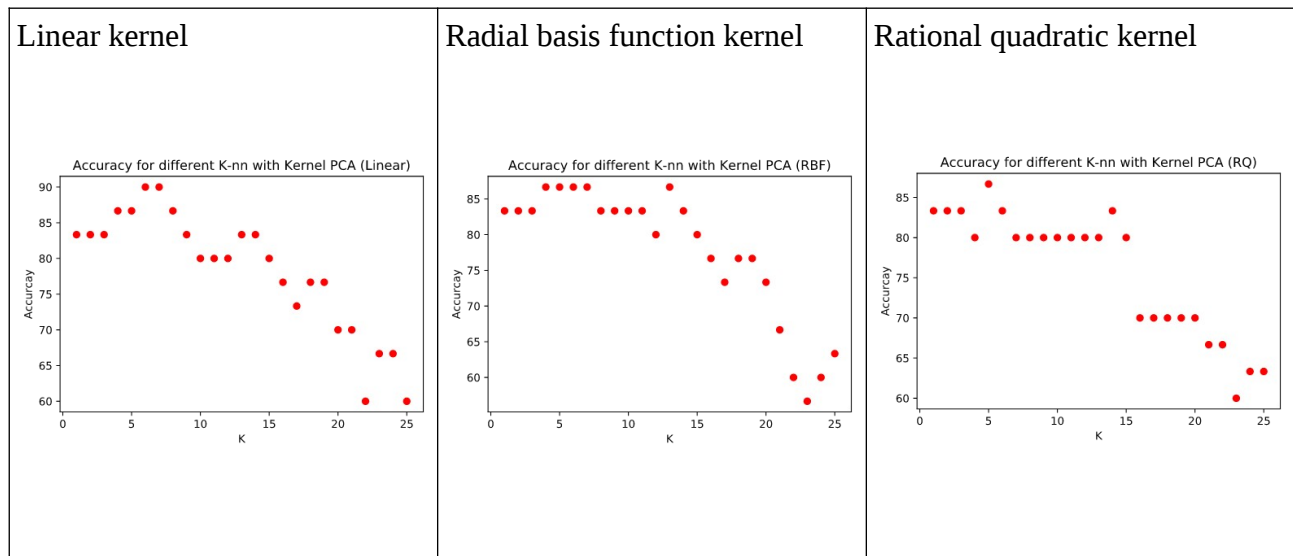 Linear kernel
Accuracy for different K-nn with Kernel PCA (Linear)
90
85
80
75
70
65
60
Accurcay
0 5 10 15 20 25
K
Radial basis function kernel
Accuracy for different K-nn with Kernel PCA (RBF)
85
80
75
70
65
60
Accurcay
0 5 10 15 20 25
K
Rational quadratic kernel
Accuracy for different K-nn with Kernel PCA (RQ)
85
80
75
70
65
60
Accurcay
0 5 10 15 20 25
K